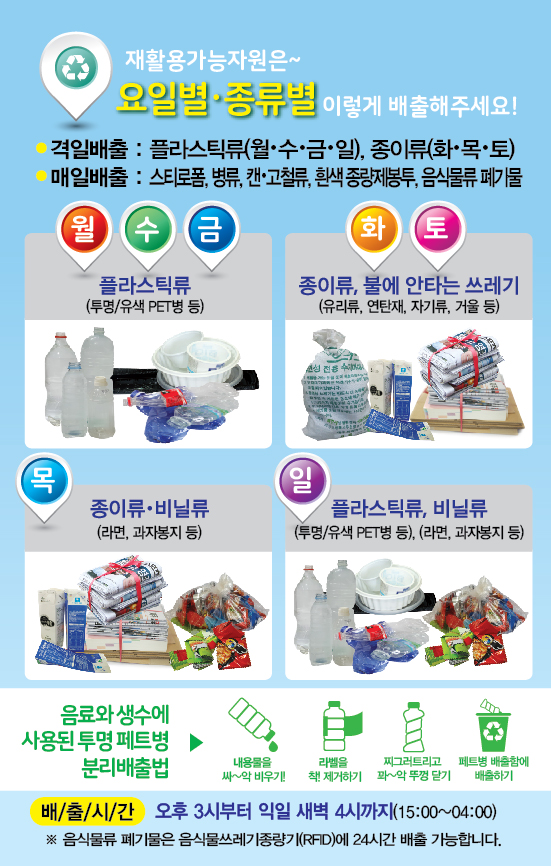 재활용가능자원은~
요일별·종류별 이렇게 배출해주세요!
• 격일배출 : 플라스틱류(월·수·금·일), 종이류(화·목·토)
• 매일배출 : 스티로폼, 병류, 캔·고철류, 흰색 종량제봉투, 음식물류 폐기물
월 수 금
플라스틱류
(투명/유색 PET병 등)
화 토
종이류, 불에 안타는 쓰레기
(유리류, 연탄재, 자기류, 거울 등)
목
종이류·비닐류
(라면, 과자봉지 등)
일
플라스틱류, 비닐류
(투명/유색 PET병 등), (라면, 과자봉지 등)
음료와 생수에
사용된 투명 페트병
분리배출법
내용물을
싸~악 비우기!
라벨을
착! 제거하기
찌그러트리고
꽈~악 뚜껑 닫기
페트병 배출함에
배출하기
배/출/시/간 오후 3시부터 익일 새벽 4시까지(15:00~04:00)
※ 음식물류 폐기물은 음식물쓰레기종량기(RFID)에 24시간 배출 가능합니다.